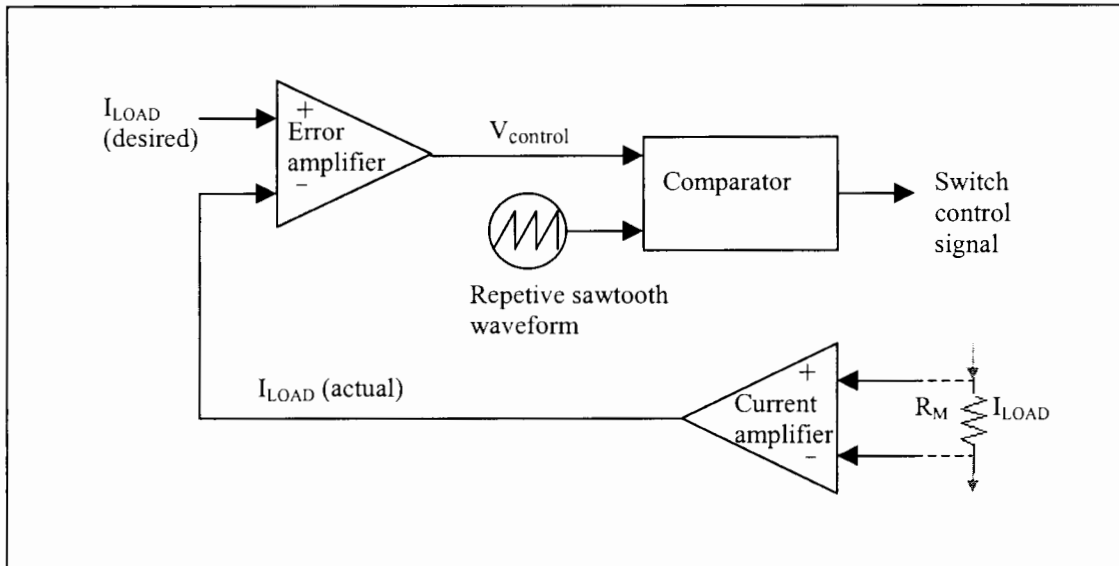 I_LOAD
(desired)
+
Error
amplifier
−
V_control
Comparator
Switch
control
signal
Repetive sawtooth
waveform
I_LOAD (actual)
+
Current
amplifier
−
R_M
I_LOAD